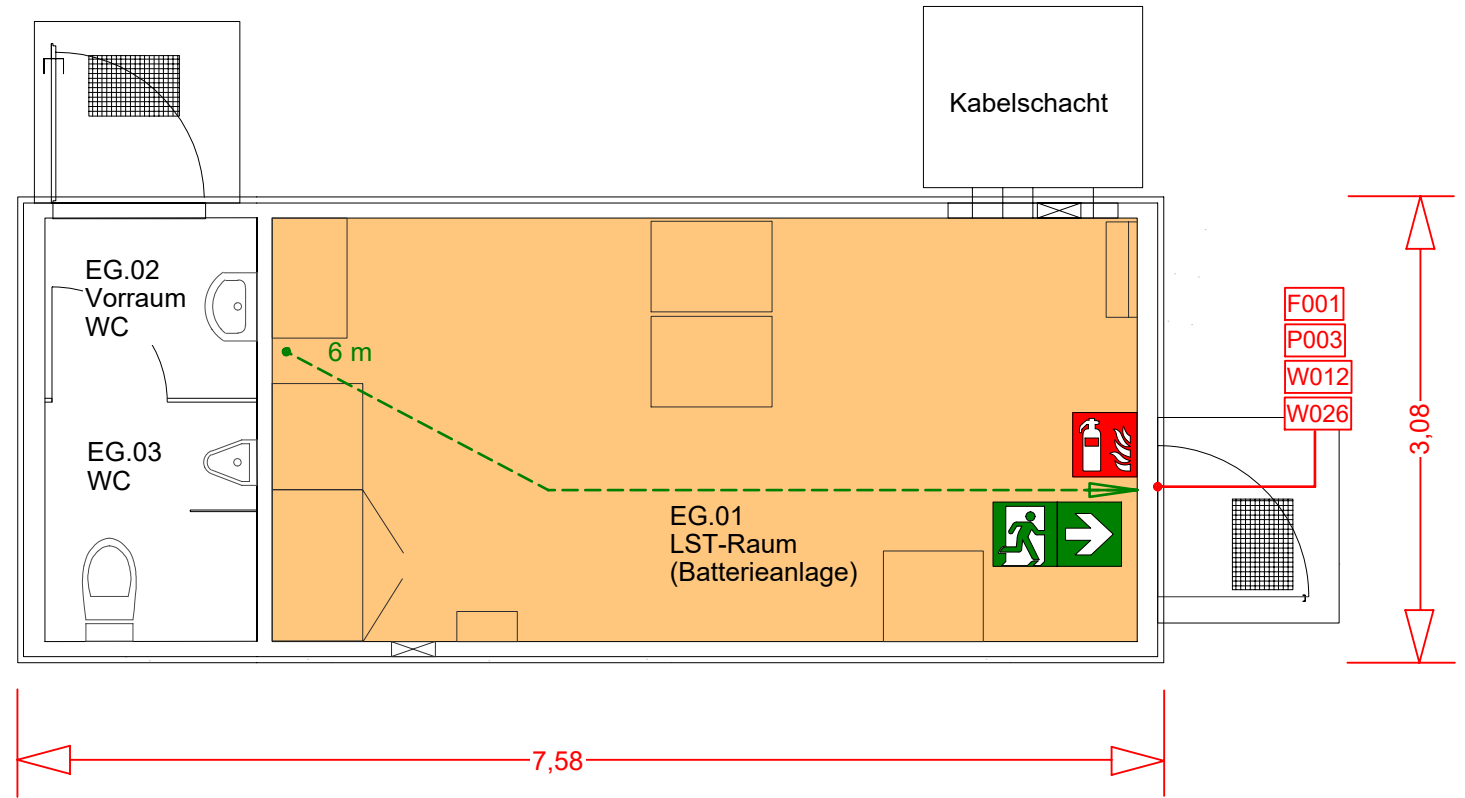 Kabelschacht
EG.02
Vorraum
WC
6 m
F001
P003
W012
W026
3,08
EG.03
WC
EG.01
LST-Raum
(Batterieanlage)
7,58